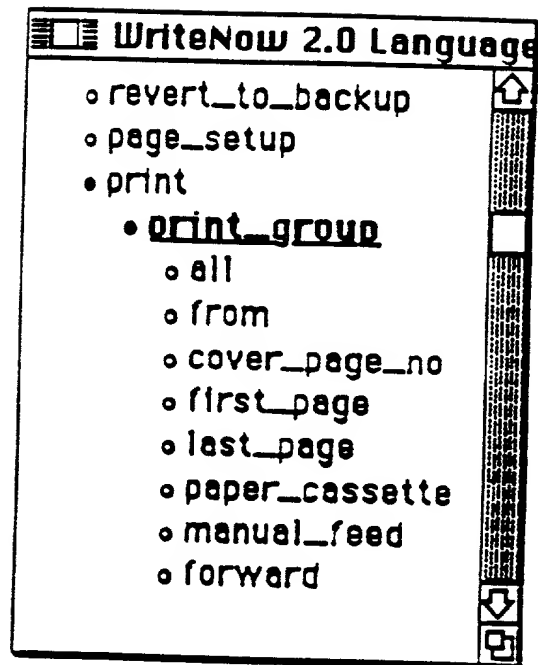 WriteNow 2.0 Language
revert_to_backup
page_setup
print
print_group
all
from
cover_page_no
first_page
last_page
paper_cassette
manual_feed
forward